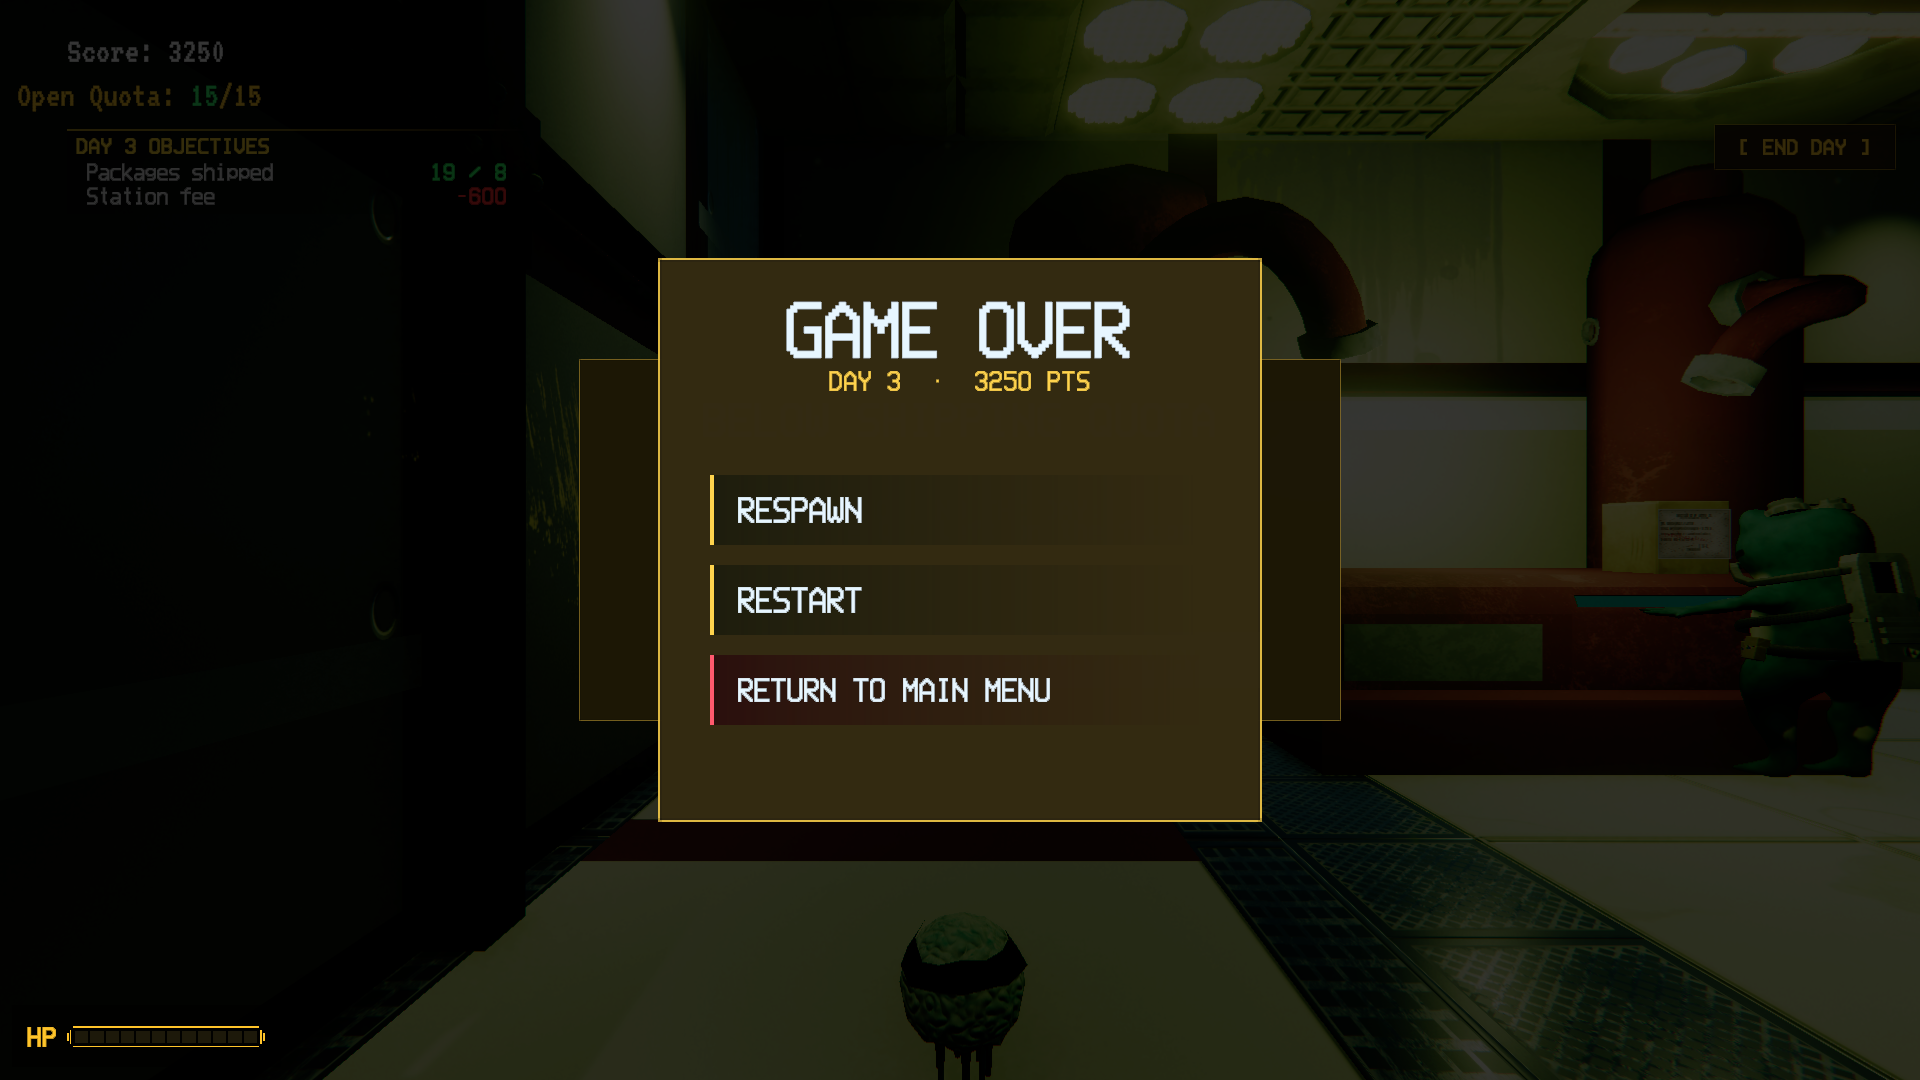 Score: 3250
Open Quota: 15/15
DAY 3 OBJECTIVES
Packages shipped 19 / 8
Station fee -600
[ END DAY ]
GAME OVER
DAY 3 · 3250 PTS
RESPAWN
RESTART
RETURN TO MAIN MENU
HP